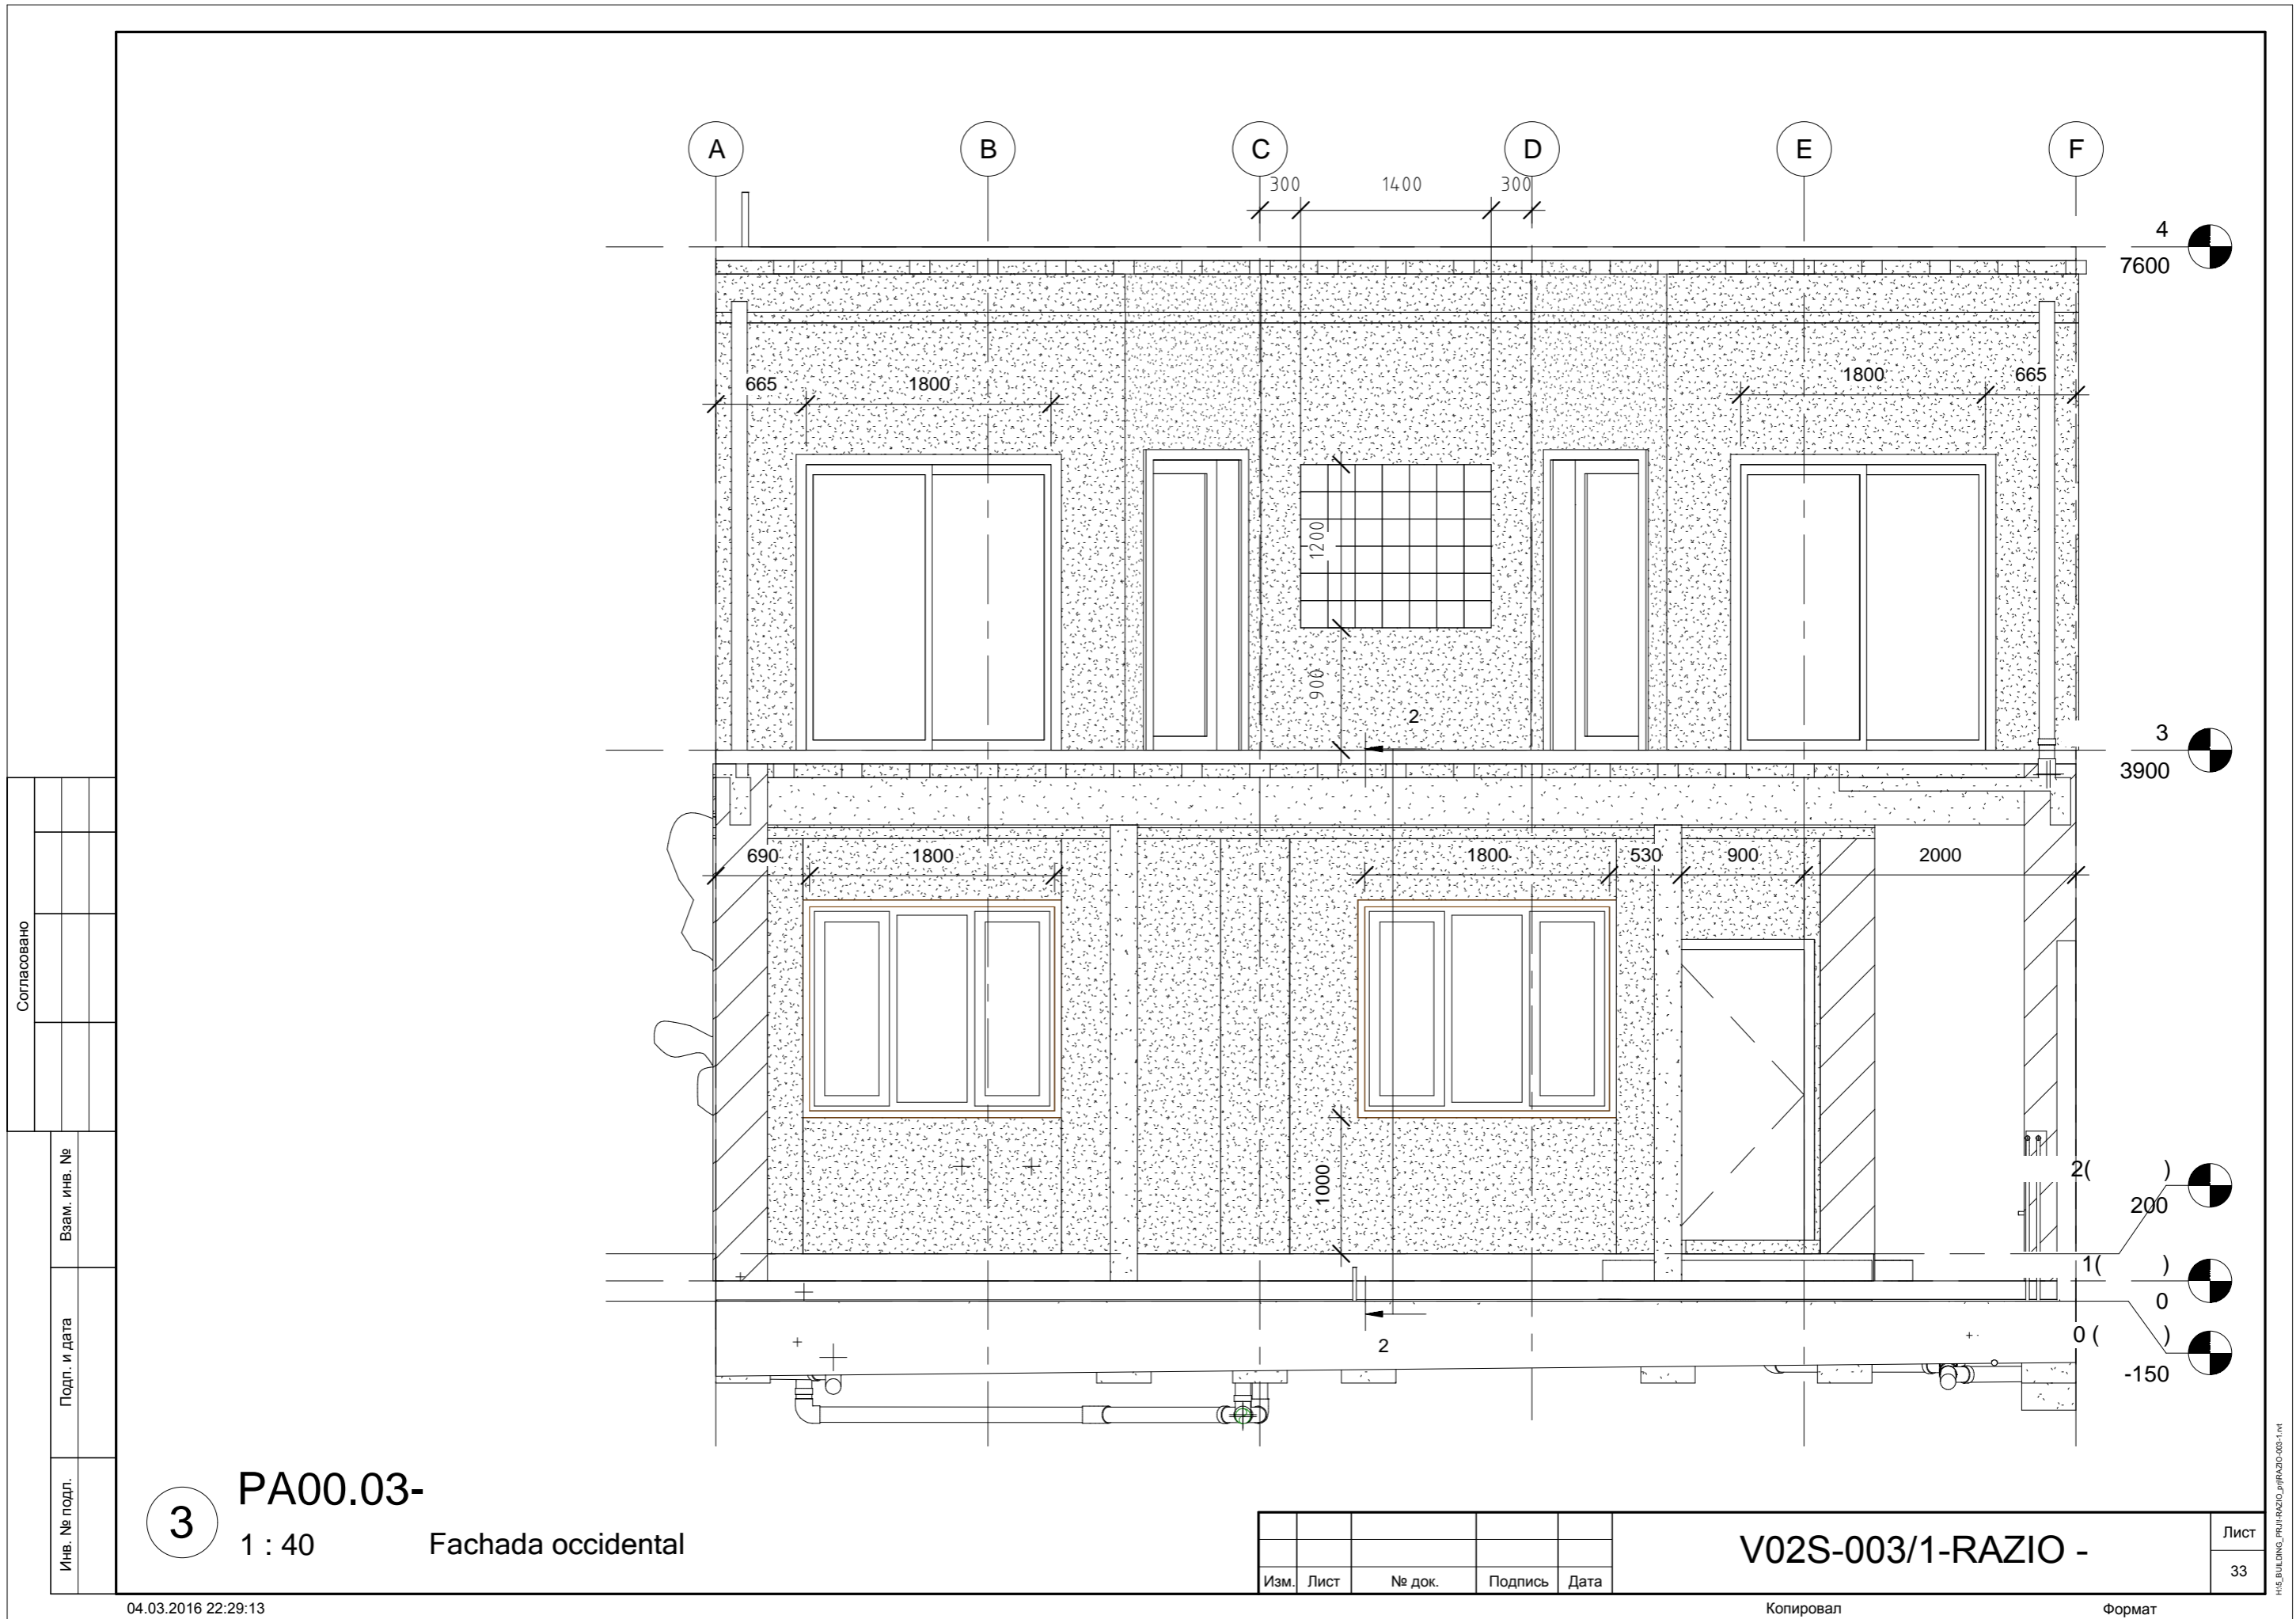 A B C D E F
300 1400 300
4
7600
665 1800
1800 665
1200
900
2
3
3900
690 1800 1800 530 900 2000
1000
2( )
200
1( )
0
0 ( )
-150
2
Согласовано
Взам. инв. №
Подп. и дата
Инв. № подл.
3
PA00.03-
1 : 40 Fachada occidental
Изм. Лист № док. Подпись Дата
V02S-003/1-RAZIO -
Лист
33
04.03.2016 22:29:13
Копировал
Формат